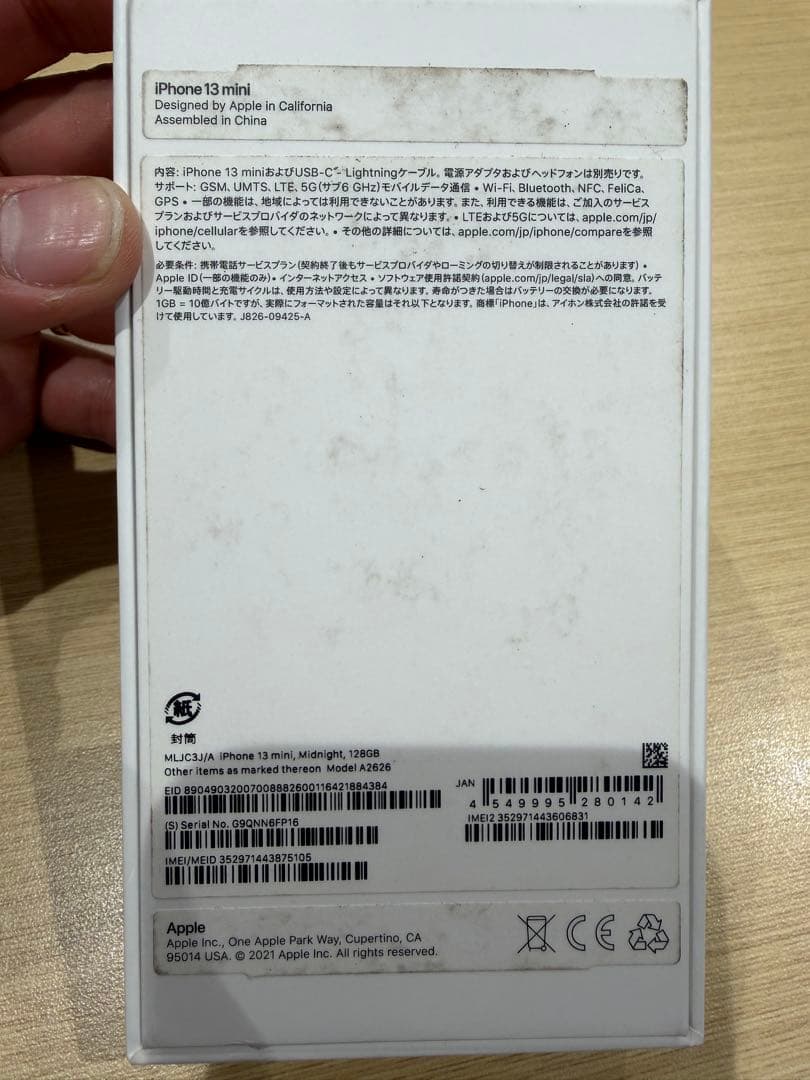 iPhone 13 mini
Designed by Apple in California
Assembled in China
内容: iPhone 13 miniおよびUSB-C - Lightningケーブル。電源アダプタおよびヘッドフォンは別売りです。
サポート: GSM、UMTS、LTE、5G(サブ6 GHz)モバイルデータ通信 • Wi-Fi、Bluetooth、NFC、FeliCa、
GPS • 一部の機能は、地域によっては利用できないことがあります。また、利用できる機能は、ご加入のサービス
プランおよびサービスプロバイダのネットワークによって異なります。• LTEおよび5Gについては、apple.com/jp/
iphone/cellularを参照してください。• その他の詳細については、apple.com/jp/iphone/compareを参照
してください。
必要条件: 携帯電話サービスプラン(契約終了後もサービスプロバイダやローミングの切り替えが制限されることがあります) •
Apple ID(一部の機能のみ)• インターネットアクセス • ソフトウェア使用許諾契約(apple.com/jp/legal/sla)への同意。バッテ
リー駆動時間と充電サイクルは、使用方法や設定によって異なります。寿命がつきた場合はバッテリーの交換が必要になります。
1GB = 10億バイトですが、実際にフォーマットされた容量はそれ以下となります。商標「iPhone」は、アイホン株式会社の許諾を受
けて使用しています。J826-09425-A
紙
封筒
MLJC3J/A iPhone 13 mini, Midnight, 128GB
Other items as marked thereon Model A2626
EID 89049032007008882600116421884384
JAN
4 549995 280142
(S) Serial No. G9QNN6FP16
IMEI2 352971443606831
IMEI/MEID 352971443875105
Apple
Apple Inc., One Apple Park Way, Cupertino, CA
95014 USA. © 2021 Apple Inc. All rights reserved.
CE